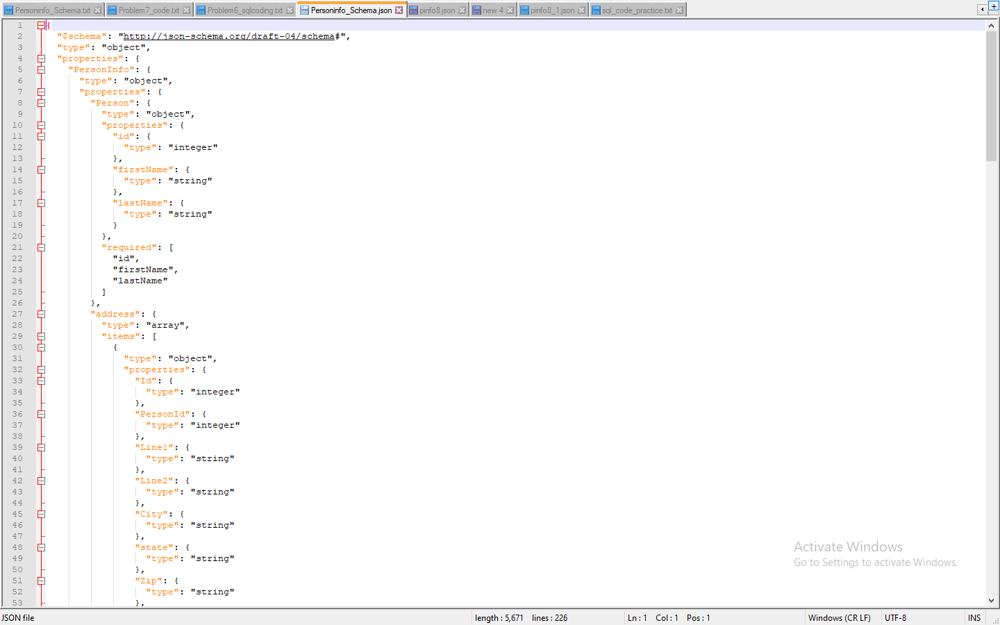 Personinfo_Schema.txt Problem7_code.txt Problem6_sqlcoding.txt Personinfo_Schema.json pinfo8.json new 4 pinfo8_1.json sql_code_practice.txt
1 {
2 "$schema": "http://json-schema.org/draft-04/schema#",
3 "type": "object",
4 "properties": {
5 "PersonInfo": {
6 "type": "object",
7 "properties": {
8 "Person": {
9 "type": "object",
10 "properties": {
11 "id": {
12 "type": "integer"
13 },
14 "firstName": {
15 "type": "string"
16 },
17 "lastName": {
18 "type": "string"
19 }
20 },
21 "required": [
22 "id",
23 "firstName",
24 "lastName"
25 ]
26 },
27 "address": {
28 "type": "array",
29 "items": [
30 {
31 "type": "object",
32 "properties": {
33 "Id": {
34 "type": "integer"
35 },
36 "PersonId": {
37 "type": "integer"
38 },
39 "Line1": {
40 "type": "string"
41 },
42 "Line2": {
43 "type": "string"
44 },
45 "City": {
46 "type": "string"
47 },
48 "state": {
49 "type": "string"
50 },
51 "Zip": {
52 "type": "string"
53 },
Activate Windows
Go to Settings to activate Windows.
JSON file length : 5,671 lines : 226 Ln : 1 Col : 1 Pos : 1 Windows (CR LF) UTF-8 INS